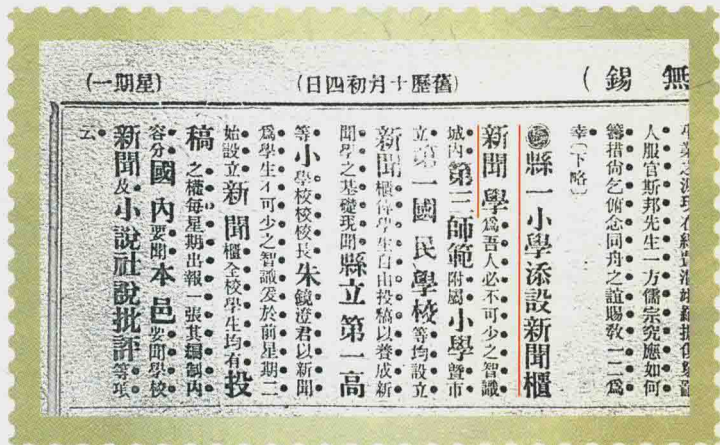 無錫 (
(舊歷十月初四日)
(星期一)
人服官斯邦先生一方儒宗究應如何
籌措尙乞俯念同舟之誼賜敎一二爲
幸(下略)
縣一小學添設新聞櫃
新聞學爲吾人必不可少之智識
城內第三師範附屬小學暨市
立第一國民學校等均設立
新聞櫃俾學生自由投稿以養成新
聞學之基礎現聞縣立第一高
等小學校校長朱鏡澄君以新聞
爲學生不可少之智識爰於前星期二
始設立新聞櫃全校學生均有投
稿之權每星期出報一張其編制內
容分國內要聞本邑要聞學校
新聞及小說社說批評等項
云